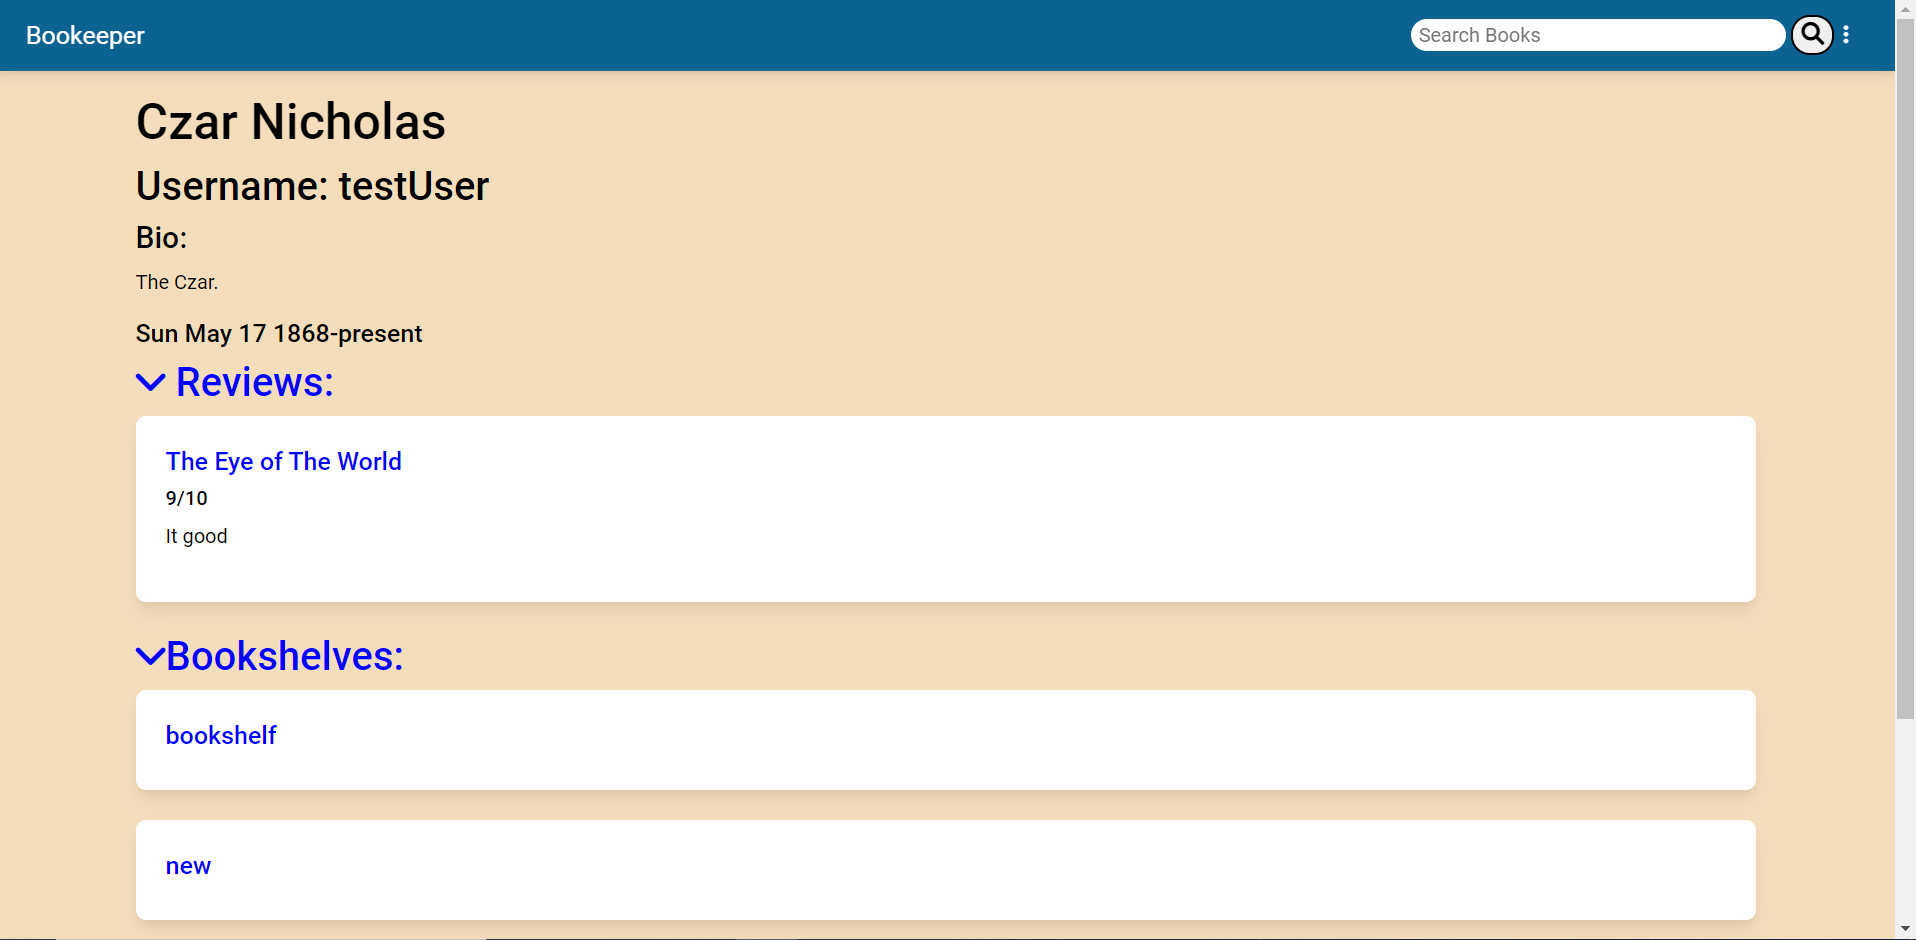 Bookeeper
Search Books
Czar Nicholas
Username: testUser
Bio:
The Czar.
Sun May 17 1868-present
Reviews:
The Eye of The World
9/10
It good
Bookshelves:
bookshelf
new